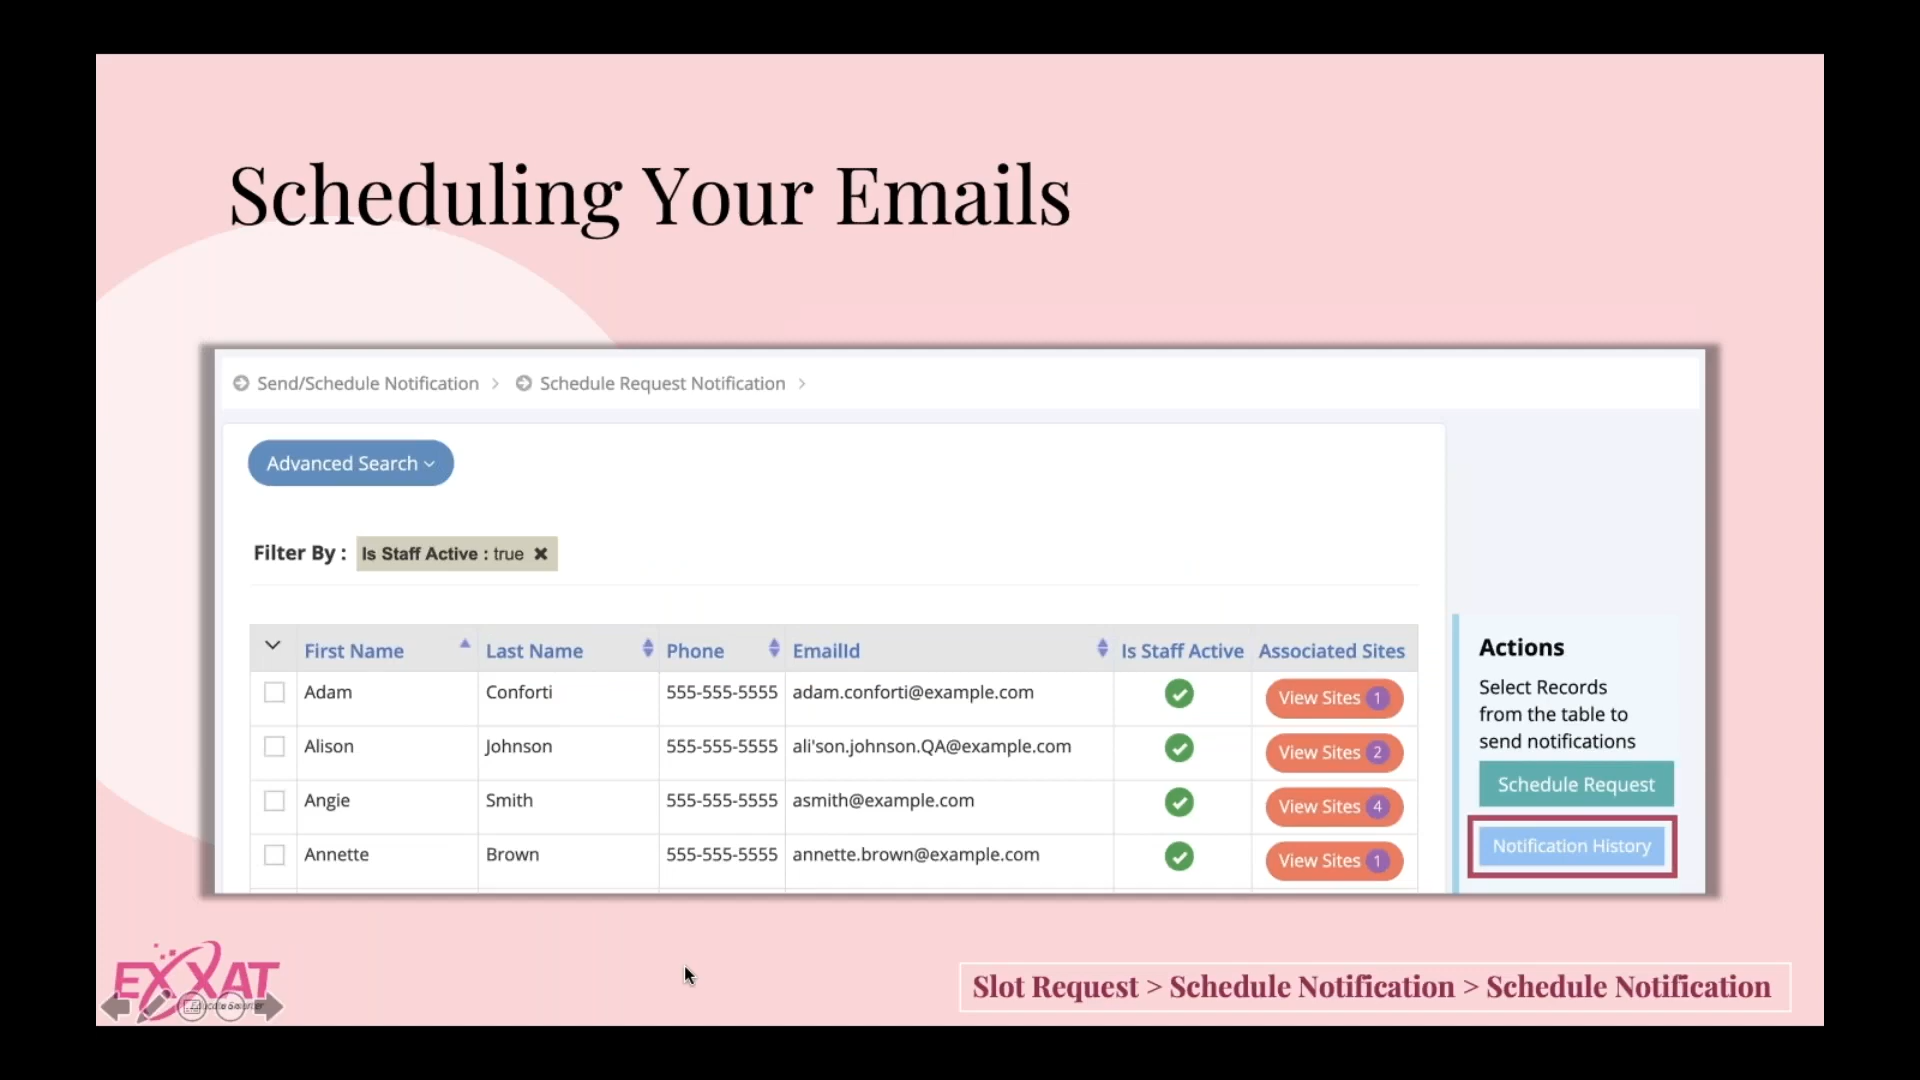 Scheduling Your Emails
Send/Schedule Notification > Schedule Request Notification >
Advanced Search
Filter By : Is Staff Active : true ✖
First Name Last Name Phone EmailId Is Staff Active Associated Sites
Adam Conforti 555-555-5555 adam.conforti@example.com View Sites 1
Alison Johnson 555-555-5555 ali'son.johnson.QA@example.com View Sites 2
Angie Smith 555-555-5555 asmith@example.com View Sites 4
Annette Brown 555-555-5555 annette.brown@example.com View Sites 1
Actions
Select Records
from the table to
send notifications
Schedule Request
Notification History
EXXAT
Slot Request > Schedule Notification > Schedule Notification